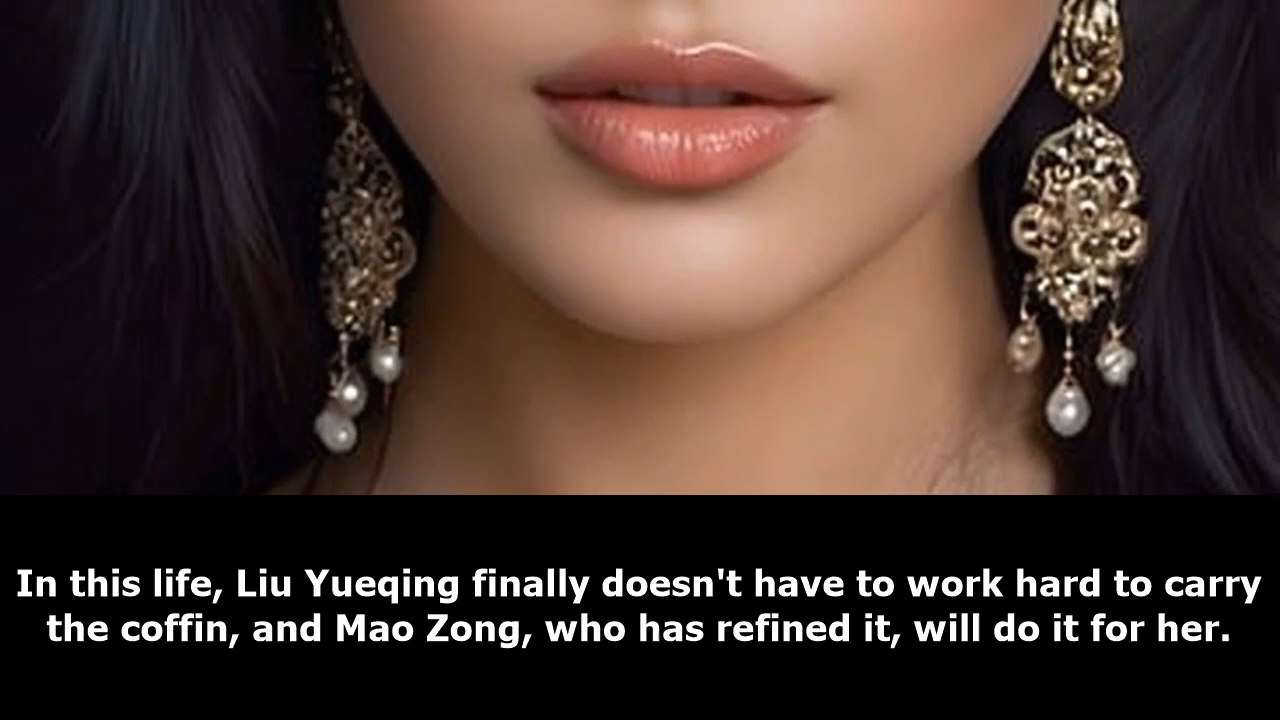 In this life, Liu Yueqing finally doesn't have to work hard to carry
the coffin, and Mao Zong, who has refined it, will do it for her.